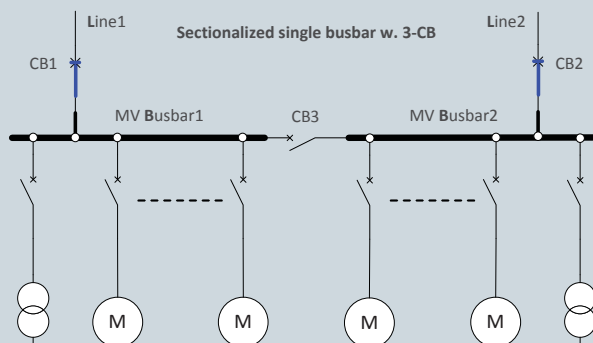 Line1
Sectionalized single busbar w. 3-CB
Line2
CB1
CB2
MV Busbar1
CB3
MV Busbar2
M
M
M
M